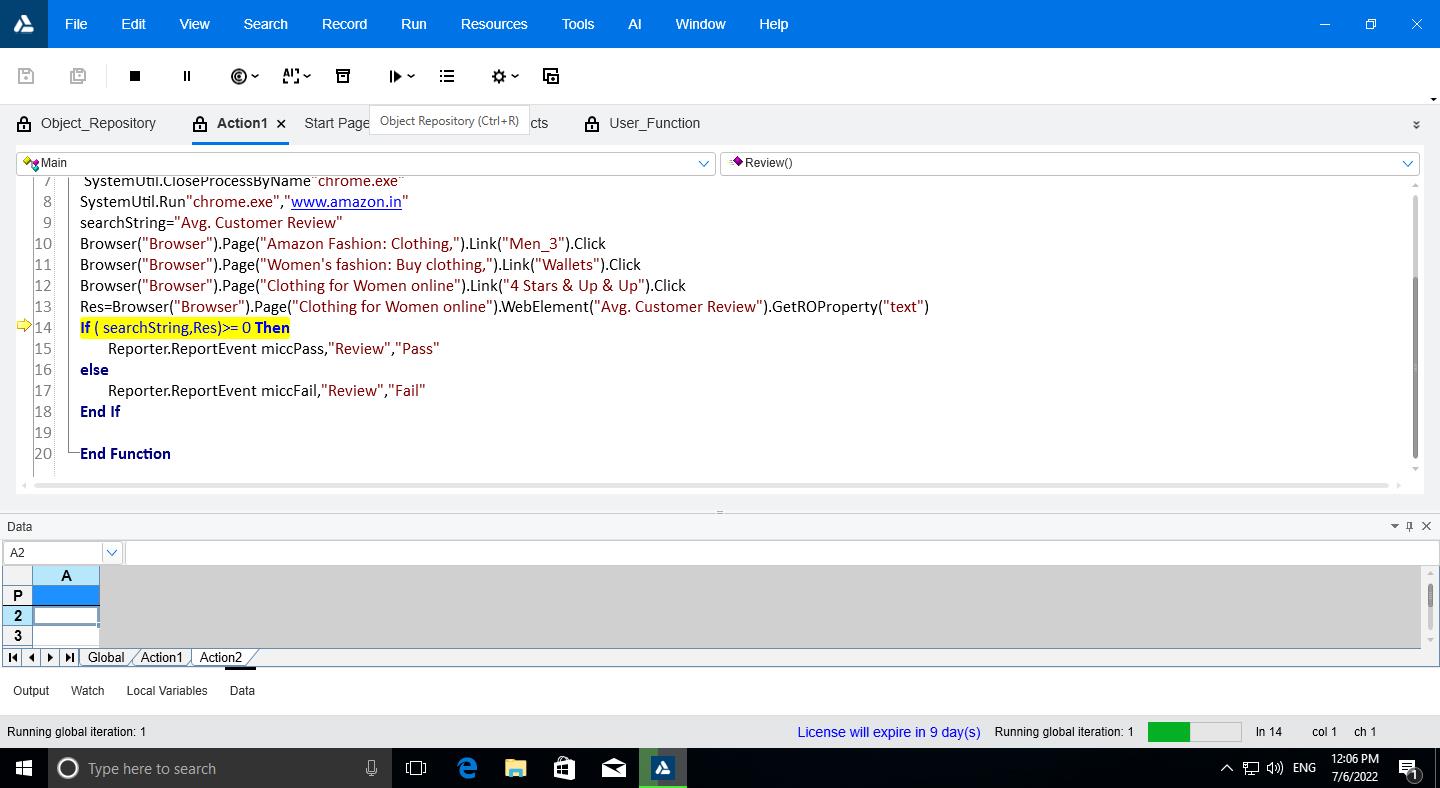 File Edit View Search Record Run Resources Tools AI Window Help
Object_Repository Action1 Start Page cts User_Function
Object Repository (Ctrl+R)
Main Review()
7 SystemUtil.CloseProcessByName"chrome.exe"
8 SystemUtil.Run"chrome.exe","www.amazon.in"
9 searchString="Avg. Customer Review"
10 Browser("Browser").Page("Amazon Fashion: Clothing,").Link("Men_3").Click
11 Browser("Browser").Page("Women's fashion: Buy clothing,").Link("Wallets").Click
12 Browser("Browser").Page("Clothing for Women online").Link("4 Stars & Up & Up").Click
13 Res=Browser("Browser").Page("Clothing for Women online").WebElement("Avg. Customer Review").GetROProperty("text")
14 If ( searchString,Res)>= 0 Then
15 Reporter.ReportEvent miccPass,"Review","Pass"
16 else
17 Reporter.ReportEvent miccFail,"Review","Fail"
18 End If
19
20 End Function
Data
A2
A
P
2
3
Global Action1 Action2
Output Watch Local Variables Data
Running global iteration: 1 License will expire in 9 day(s) Running global iteration: 1 ln 14 col 1 ch 1
Type here to search ENG 12:06 PM
7/6/2022
1